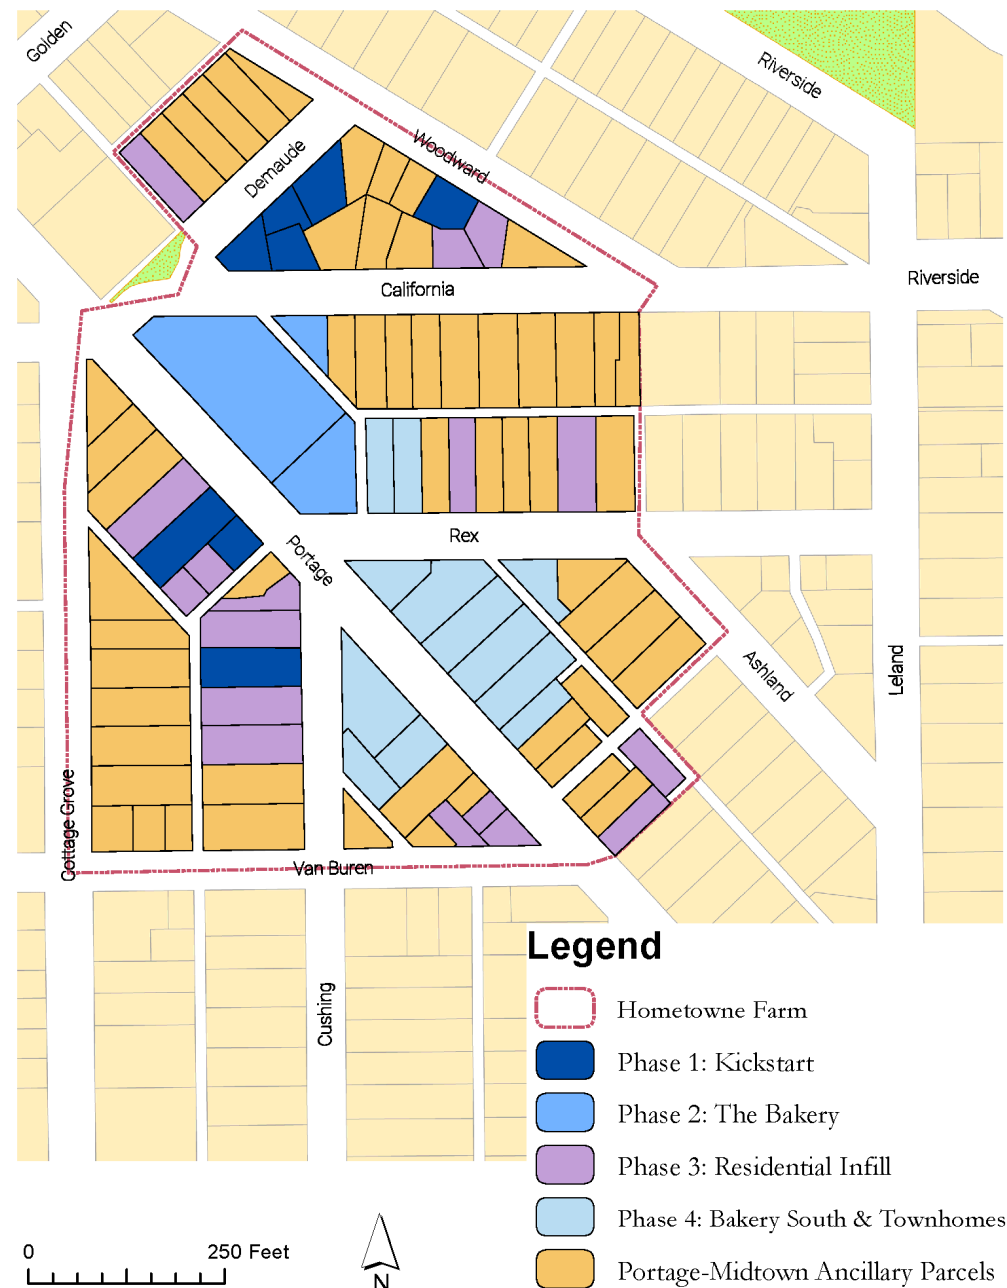 Golden
Riverside
Woodward
Demaude
Riverside
California
Rex
Portage
Ashland
Leland
Cottage Grove
Van Buren
Cushing
Legend
Hometowne Farm
Phase 1: Kickstart
Phase 2: The Bakery
Phase 3: Residential Infill
Phase 4: Bakery South & Townhomes
Portage-Midtown Ancillary Parcels
0 250 Feet
N